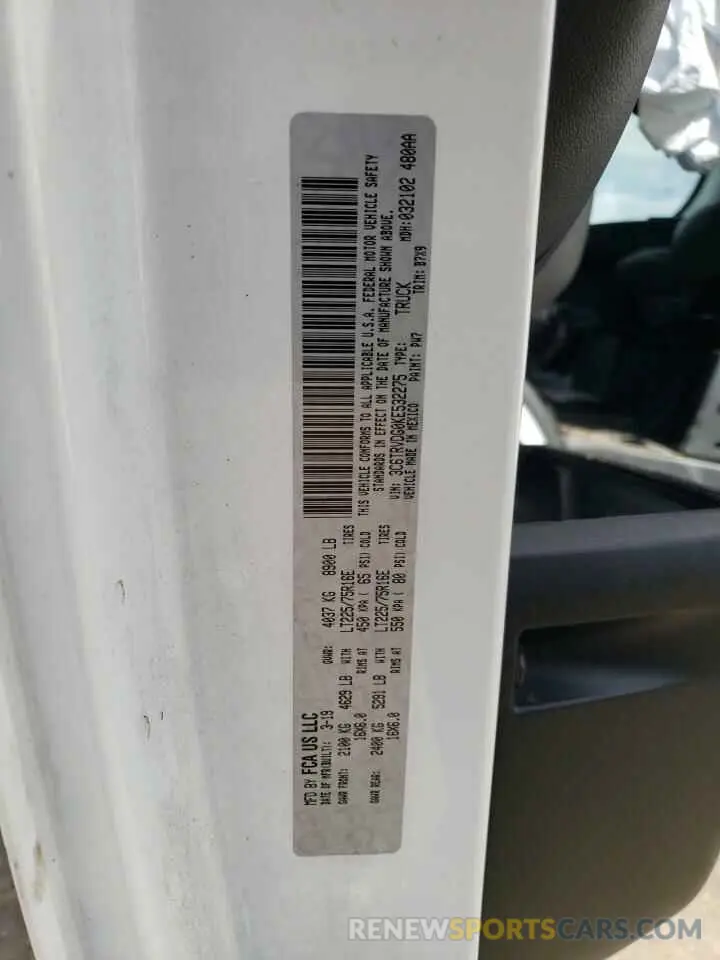 MFD BY FCA US LLC
DATE OF MFR(BUILT): 3-19 GVWR: 4037 KG 8900 LB
GAWR FRONT: 2100 KG 4629 LB WITH LT225/75R16E TIRES
16X6.0 RIMS AT 450 KPA ( 65 PSI) COLD
GAWR REAR: 2400 KG 5291 LB WITH LT225/75R16E TIRES
16X6.0 RIMS AT 550 KPA ( 80 PSI) COLD
THIS VEHICLE CONFORMS TO ALL APPLICABLE U.S.A. FEDERAL MOTOR VEHICLE SAFETY
STANDARDS IN EFFECT ON THE DATE OF MANUFACTURE SHOWN ABOVE.
VIN: 3C6TRVDG0KE532275 TYPE: TRUCK MDH:032102 480AA
VEHICLE MADE IN MEXICO PAINT: PW7 TRIM: B7X9
RENEWSPORTSCARS.COM